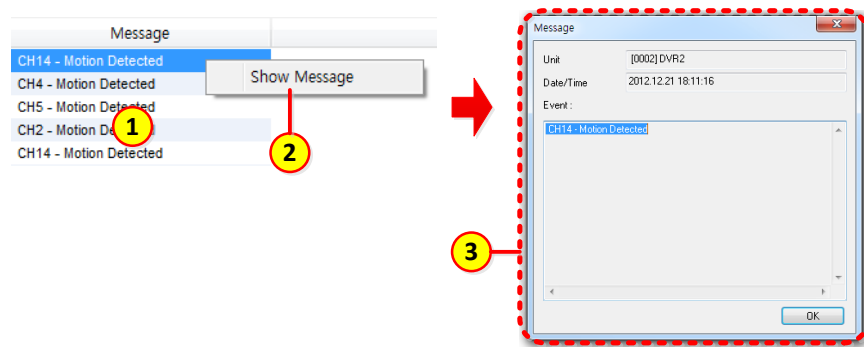 Message
CH14 - Motion Detected
CH4 - Motion Detected
CH5 - Motion Detected
CH2 - Motion De
CH14 - Motion Detected
Show Message
1
2
3
Message
Unit
[0002] DVR2
Date/Time
2012.12.21 18:11:16
Event :
CH14 - Motion Detected
OK